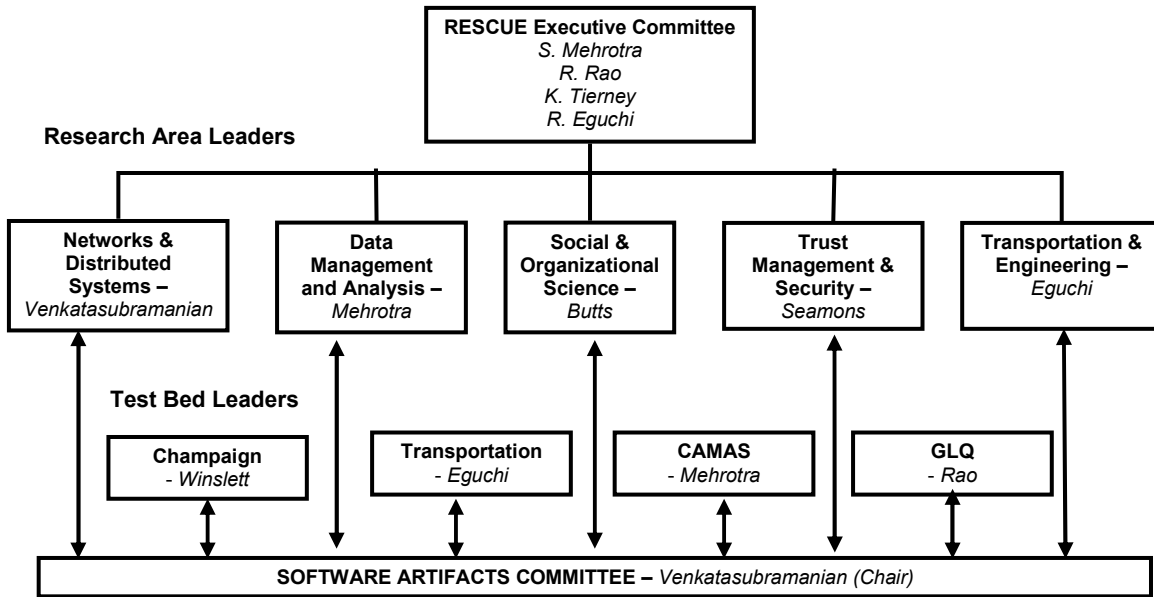 RESCUE Executive Committee
S. Mehrotra
R. Rao
K. Tierney
R. Eguchi
Research Area Leaders
Networks &
Distributed
Systems –
Venkatasubramanian
Data
Management
and Analysis –
Mehrotra
Social &
Organizational
Science –
Butts
Trust
Management &
Security –
Seamons
Transportation &
Engineering –
Eguchi
Test Bed Leaders
Champaign
- Winslett
Transportation
- Eguchi
CAMAS
- Mehrotra
GLQ
- Rao
SOFTWARE ARTIFACTS COMMITTEE – Venkatasubramanian (Chair)